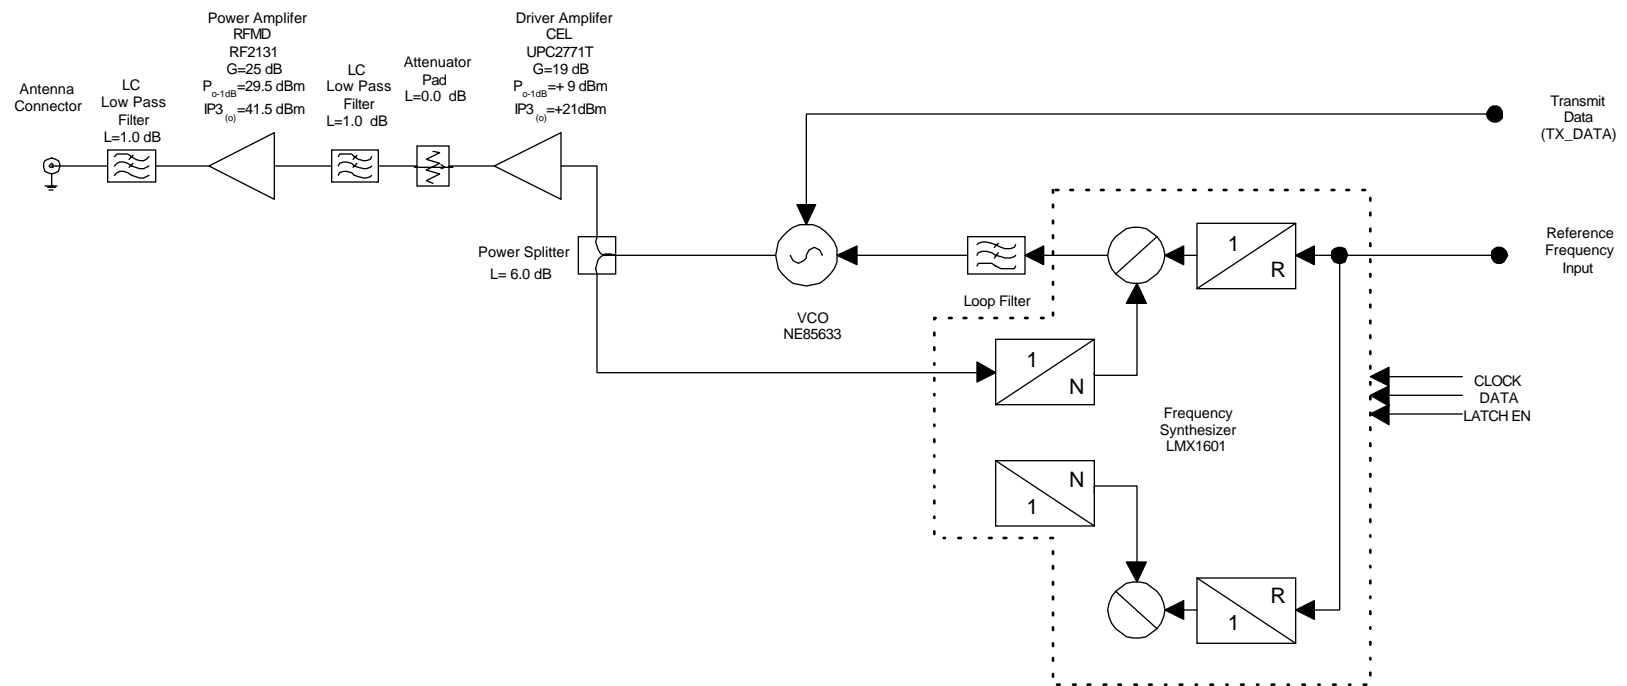 Power Amplifer
RFMD
RF2131
G=25 dB
Po-1dB=29.5 dBm
IP3(o)=41.5 dBm
Driver Amplifer
CEL
UPC2771T
G=19 dB
Po-1dB=+ 9 dBm
IP3(o)=+21dBm
Antenna
Connector
LC
Low Pass
Filter
L=1.0 dB
LC
Low Pass
Filter
L=1.0 dB
Attenuator
Pad
L=0.0 dB
Transmit
Data
(TX_DATA)
Power Splitter
L= 6.0 dB
VCO
NE85633
Loop Filter
1
R
Reference
Frequency
Input
1
N
Frequency
Synthesizer
LMX1601
CLOCK
DATA
LATCH EN
N
1
R
1